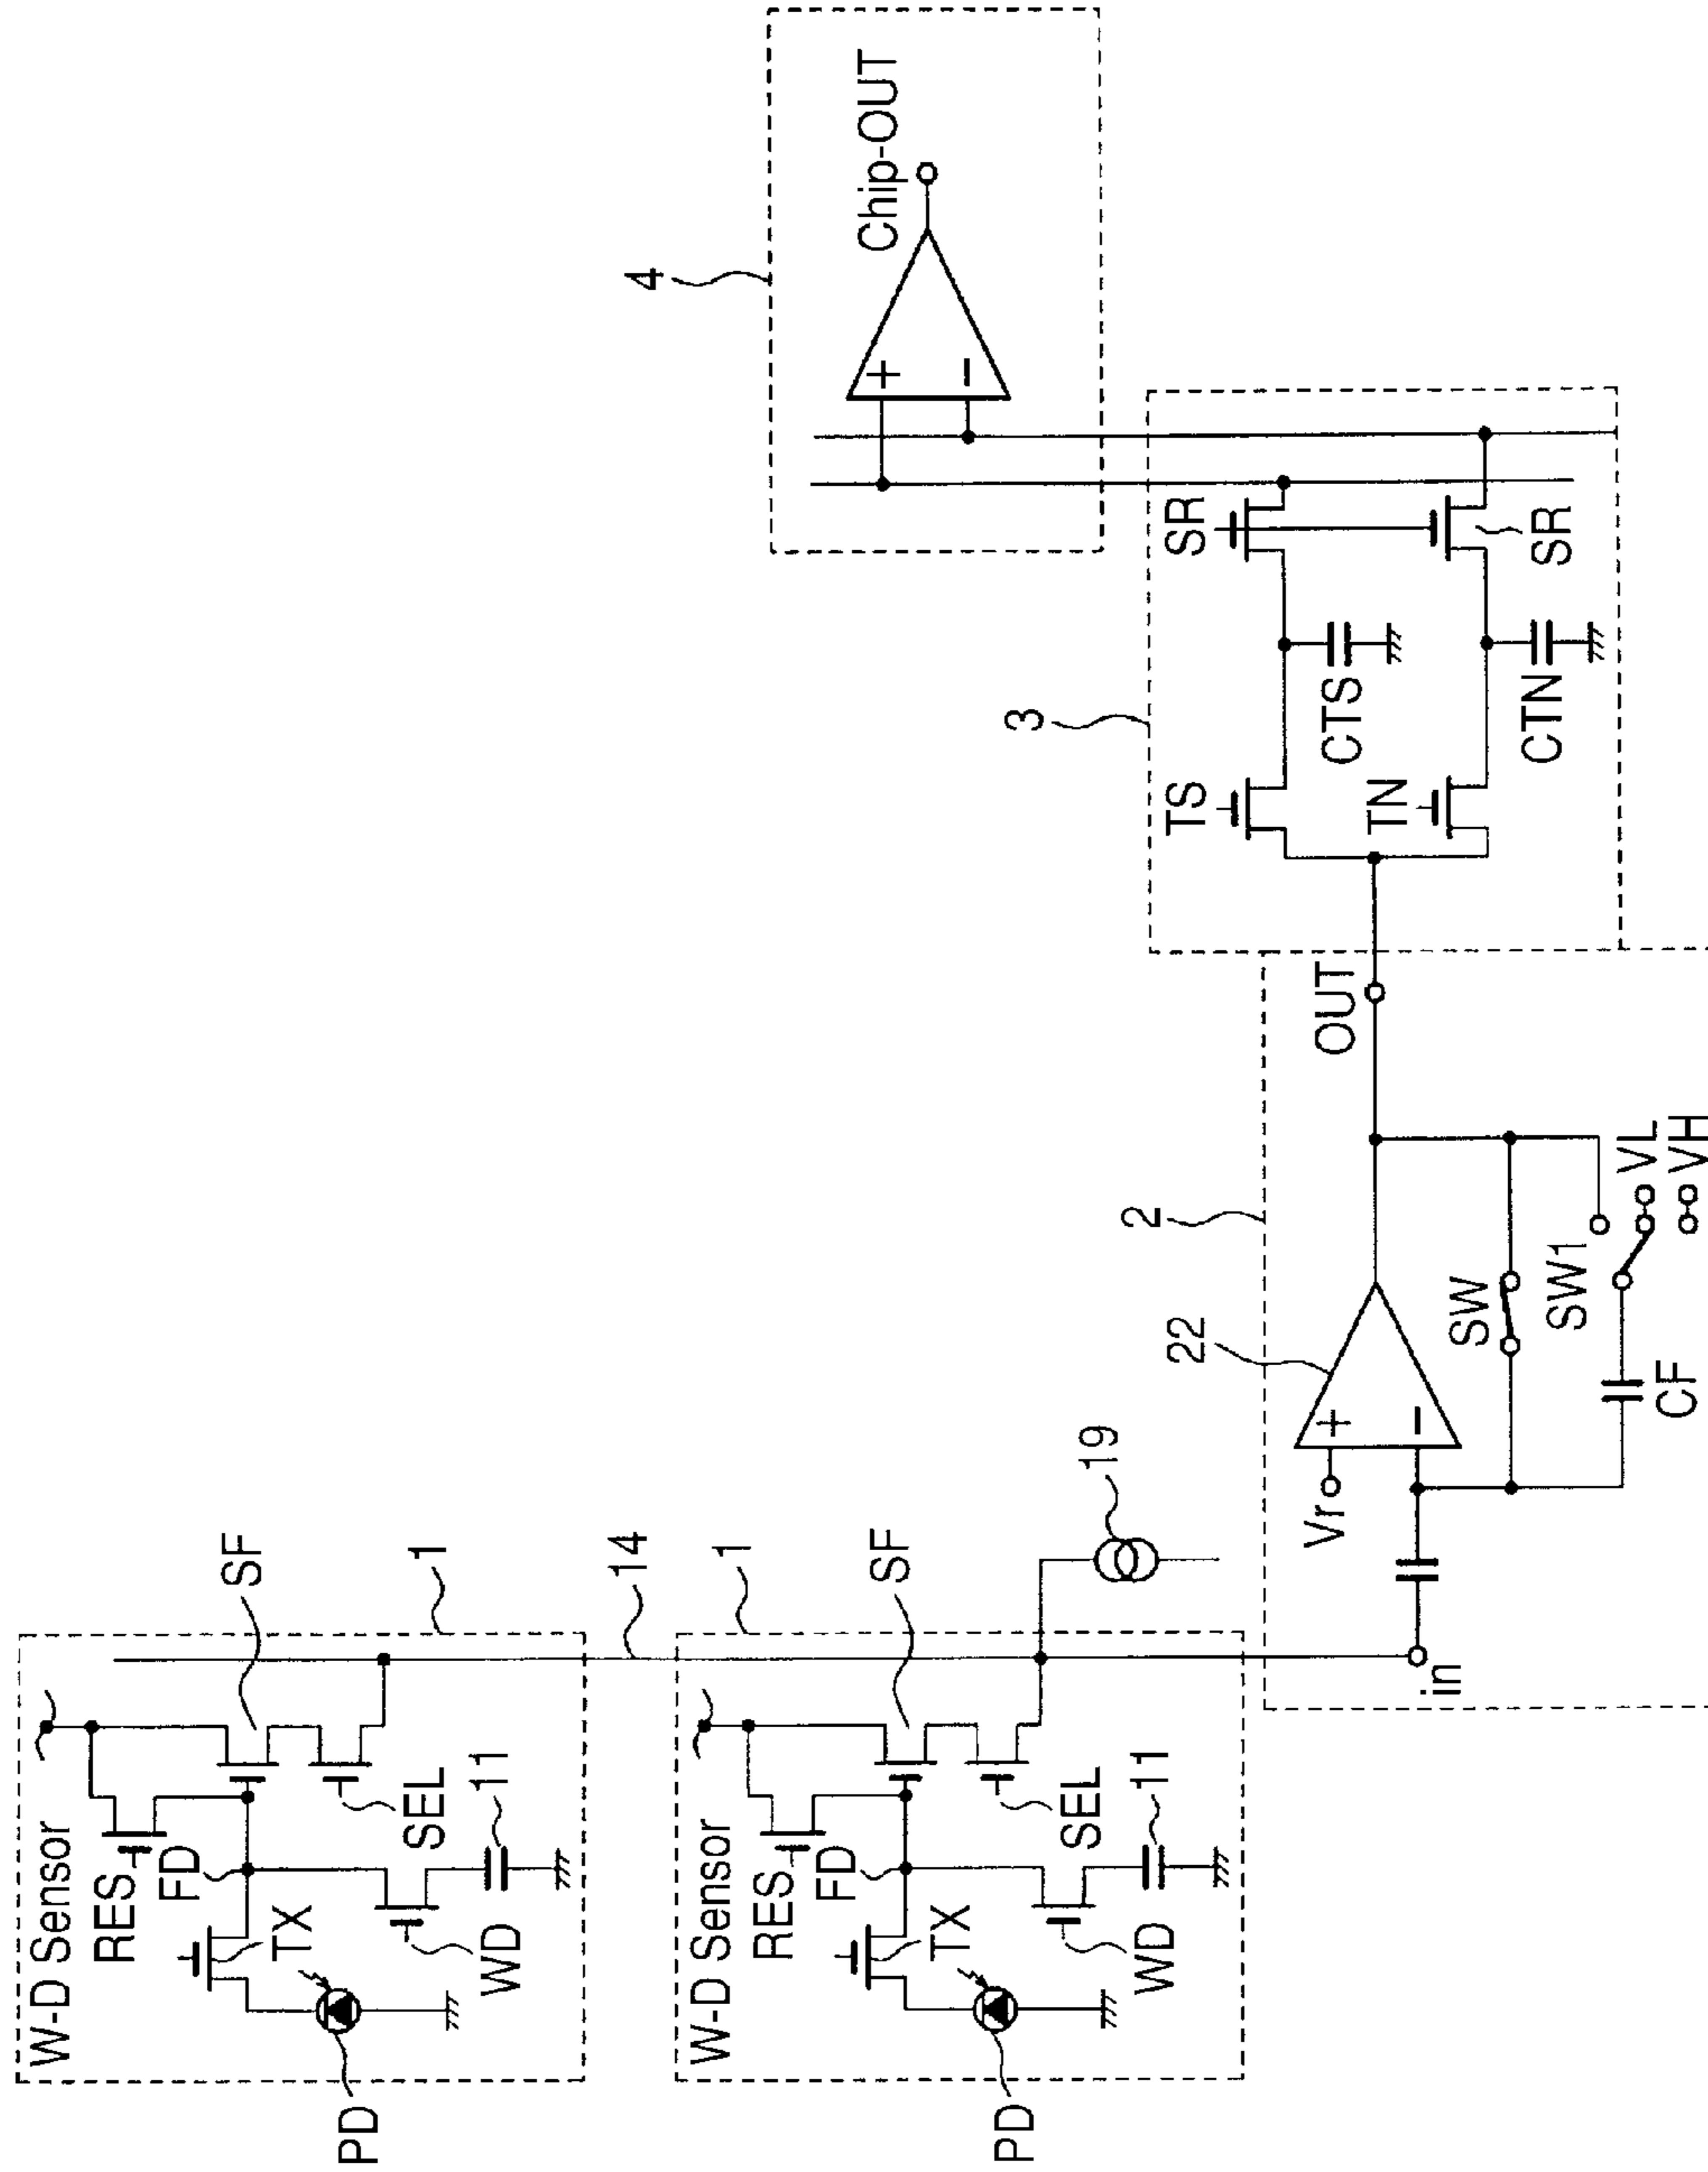 W-D Sensor
RES
FD
TX
WD
SEL
11
PD
SF
1
14
W-D Sensor
RES
FD
TX
WD
SEL
11
PD
SF
1
19
2
in
Vr
+
−
22
SW
SW1
CF
VL
VH
OUT
3
TS
TN
CTS
CTN
SR
SR
4
+
−
Chip-OUT